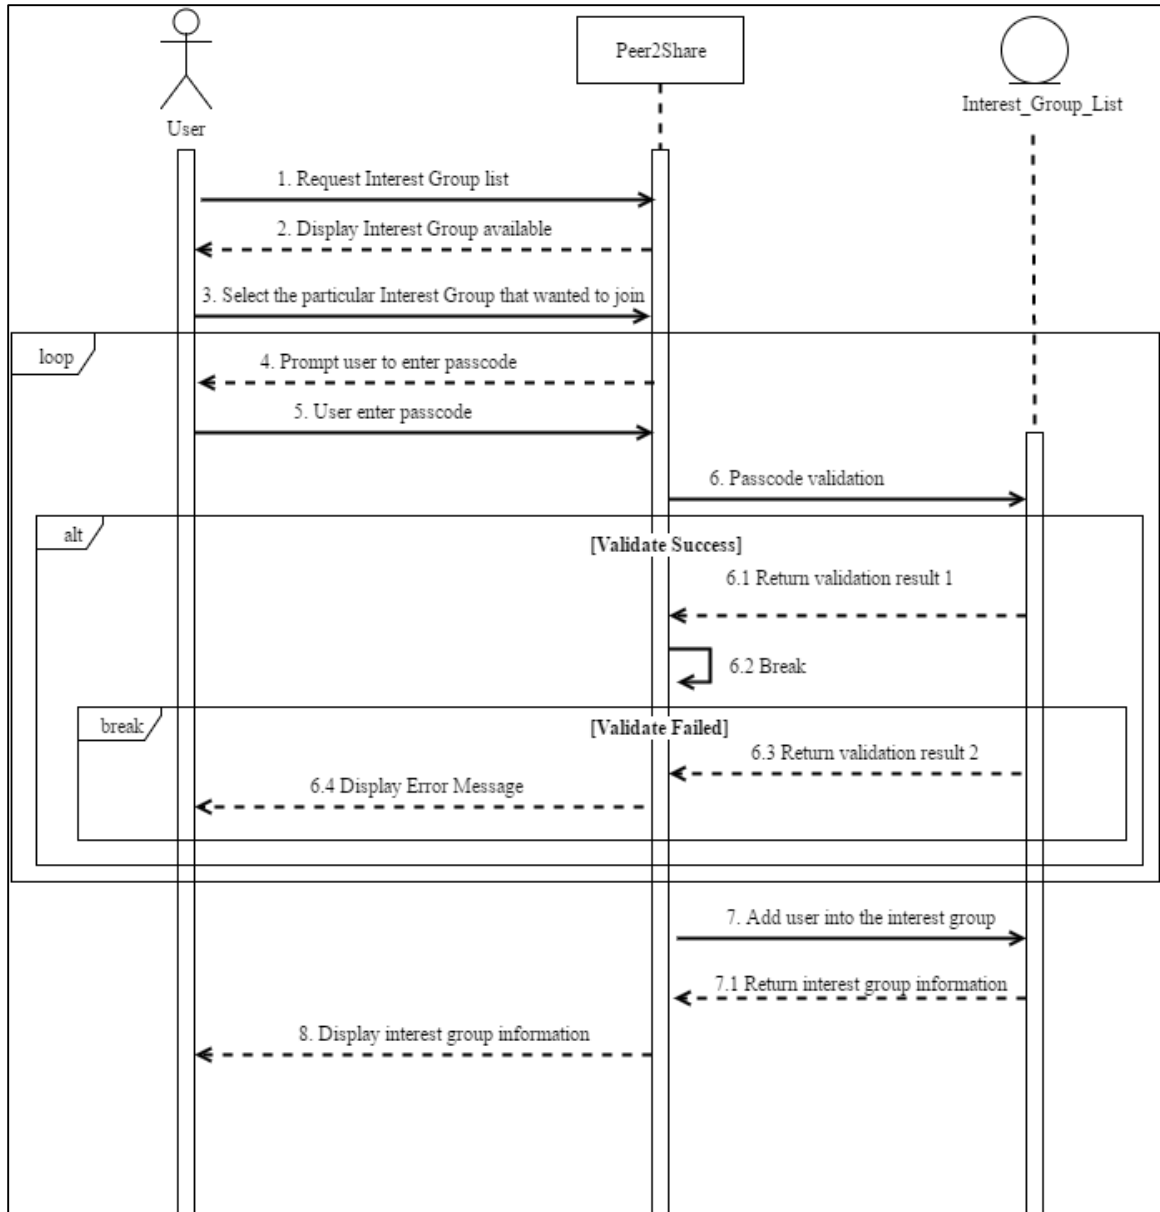 Peer2Share
Interest_Group_List
User
1. Request Interest Group list
2. Display Interest Group available
3. Select the particular Interest Group that wanted to join
loop
4. Prompt user to enter passcode
5. User enter passcode
6. Passcode validation
alt
[Validate Success]
6.1 Return validation result 1
6.2 Break
break
[Validate Failed]
6.3 Return validation result 2
6.4 Display Error Message
7. Add user into the interest group
7.1 Return interest group information
8. Display interest group information